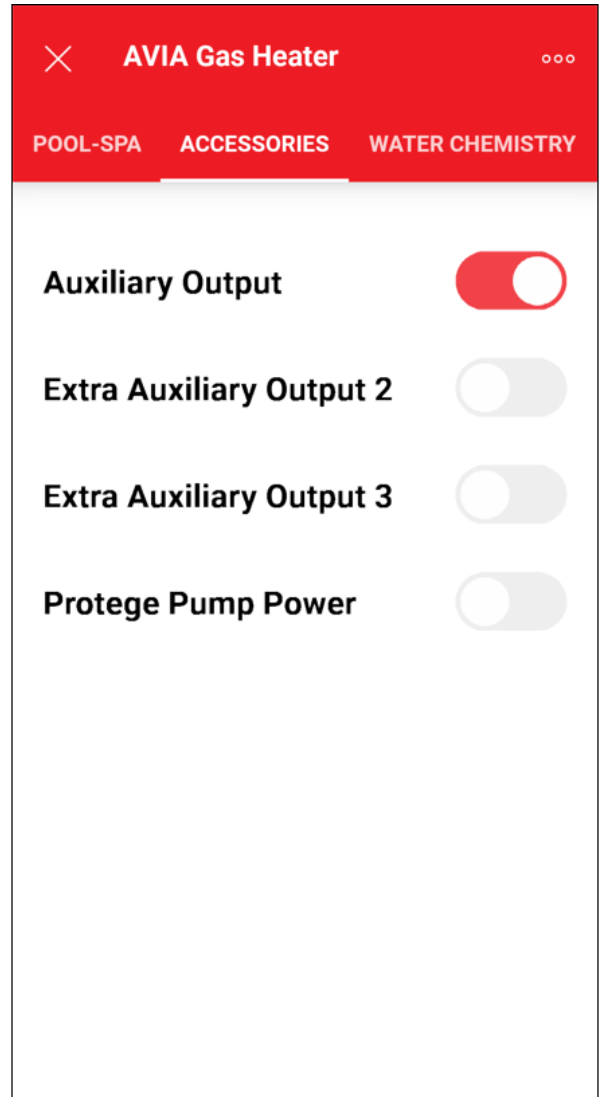 AVIA Gas Heater
POOL-SPA ACCESSORIES WATER CHEMISTRY
Auxiliary Output
Extra Auxiliary Output 2
Extra Auxiliary Output 3
Protege Pump Power